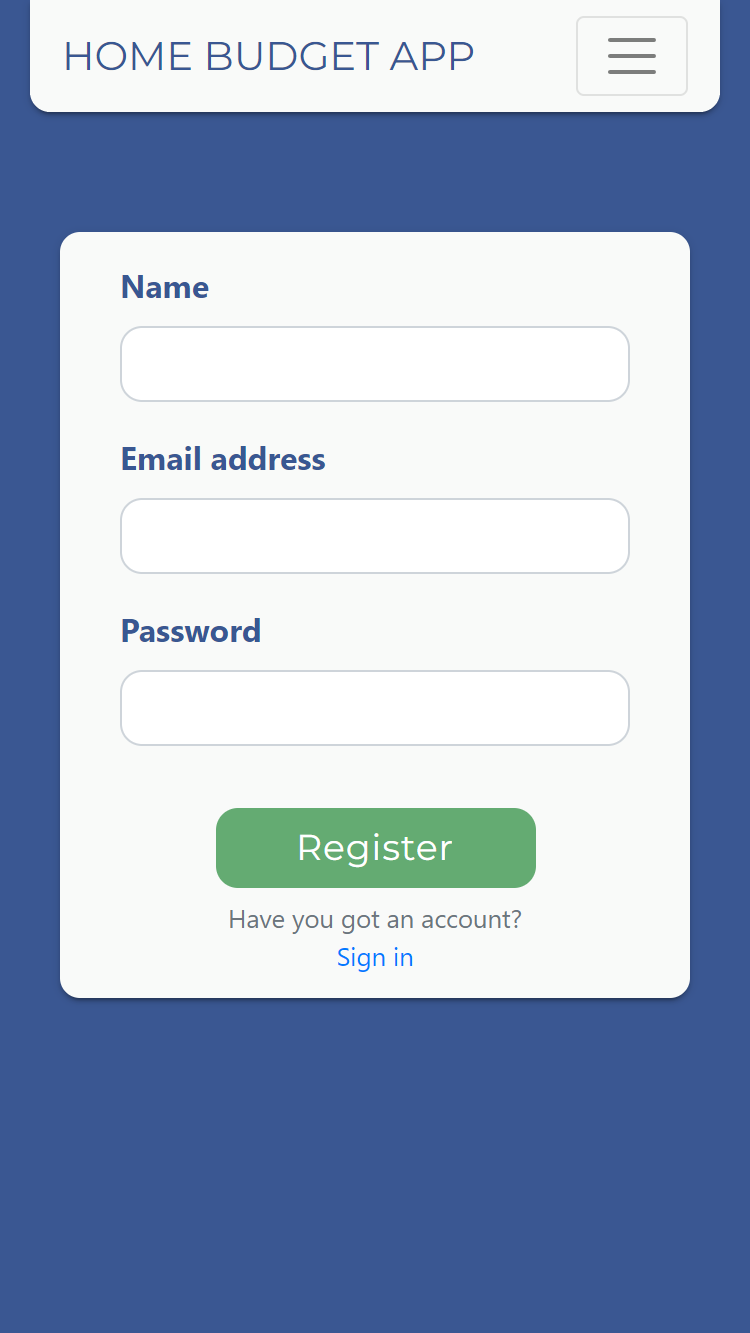 HOME BUDGET APP
Name
Email address
Password
Register
Have you got an account?
Sign in